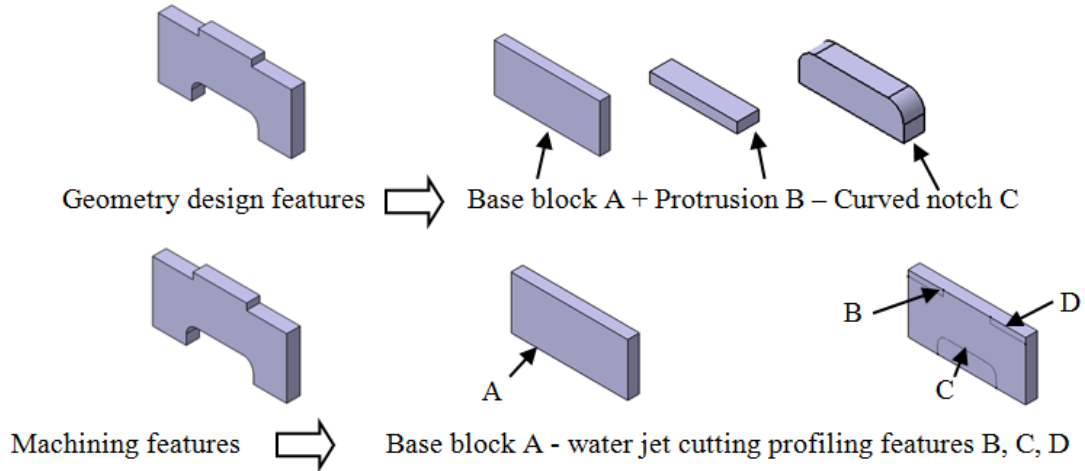 Geometry design features
Base block A + Protrusion B – Curved notch C
B
D
A
C
Machining features
Base block A - water jet cutting profiling features B, C, D